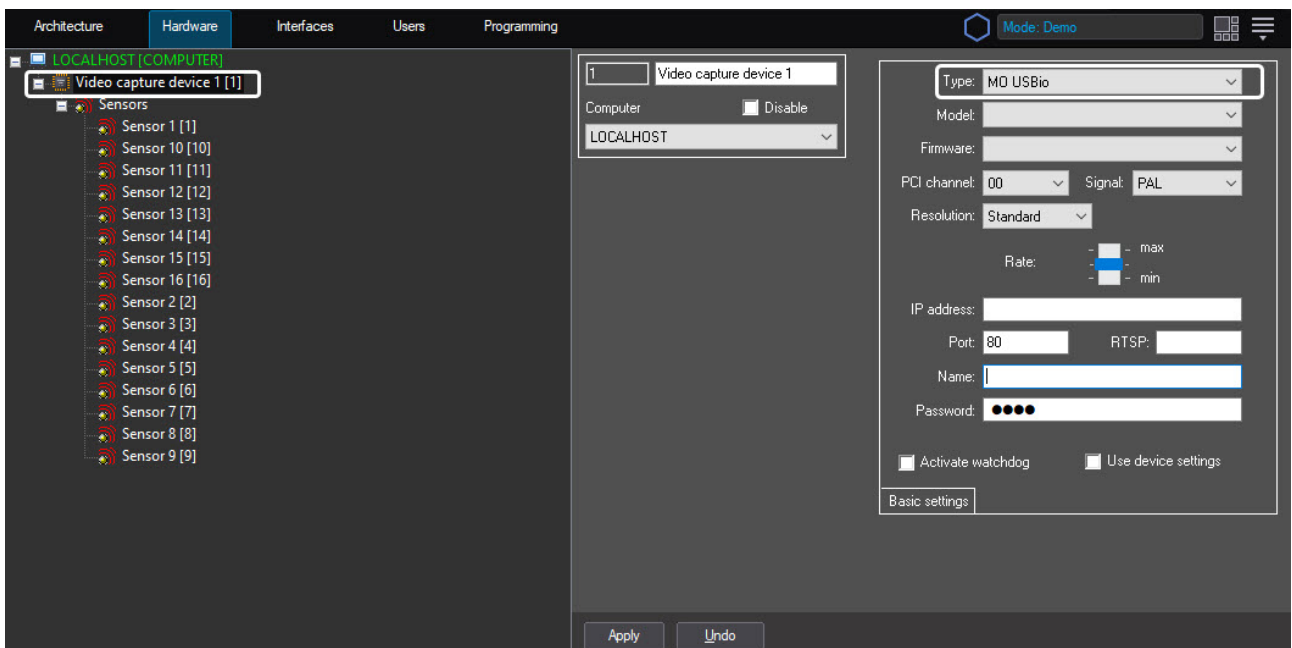 Architecture Hardware Interfaces Users Programming Mode: Demo
LOCALHOST [COMPUTER]
Video capture device 1 [1]
Sensors
Sensor 1 [1]
Sensor 10 [10]
Sensor 11 [11]
Sensor 12 [12]
Sensor 13 [13]
Sensor 14 [14]
Sensor 15 [15]
Sensor 16 [16]
Sensor 2 [2]
Sensor 3 [3]
Sensor 4 [4]
Sensor 5 [5]
Sensor 6 [6]
Sensor 7 [7]
Sensor 8 [8]
Sensor 9 [9]
1 Video capture device 1
Computer Disable
LOCALHOST
Type: MO USBio
Model:
Firmware:
PCI channel: 00 Signal: PAL
Resolution: Standard
max
Rate:
min
IP address:
Port: 80 RTSP:
Name:
Password: ●●●●
Activate watchdog Use device settings
Basic settings
Apply Undo